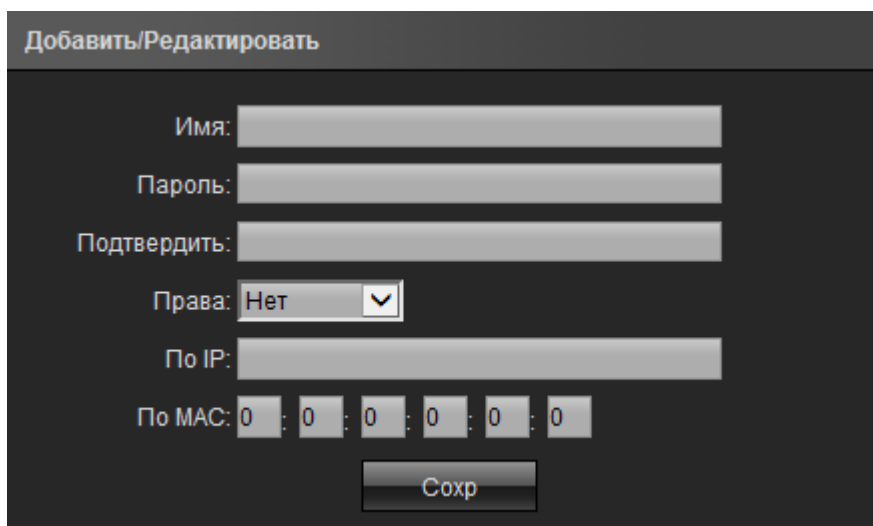 Добавить/Редактировать
Имя:
Пароль:
Подтвердить:
Права: Нет
По IP:
По MAC: 0 : 0 : 0 : 0 : 0 : 0
Сохр